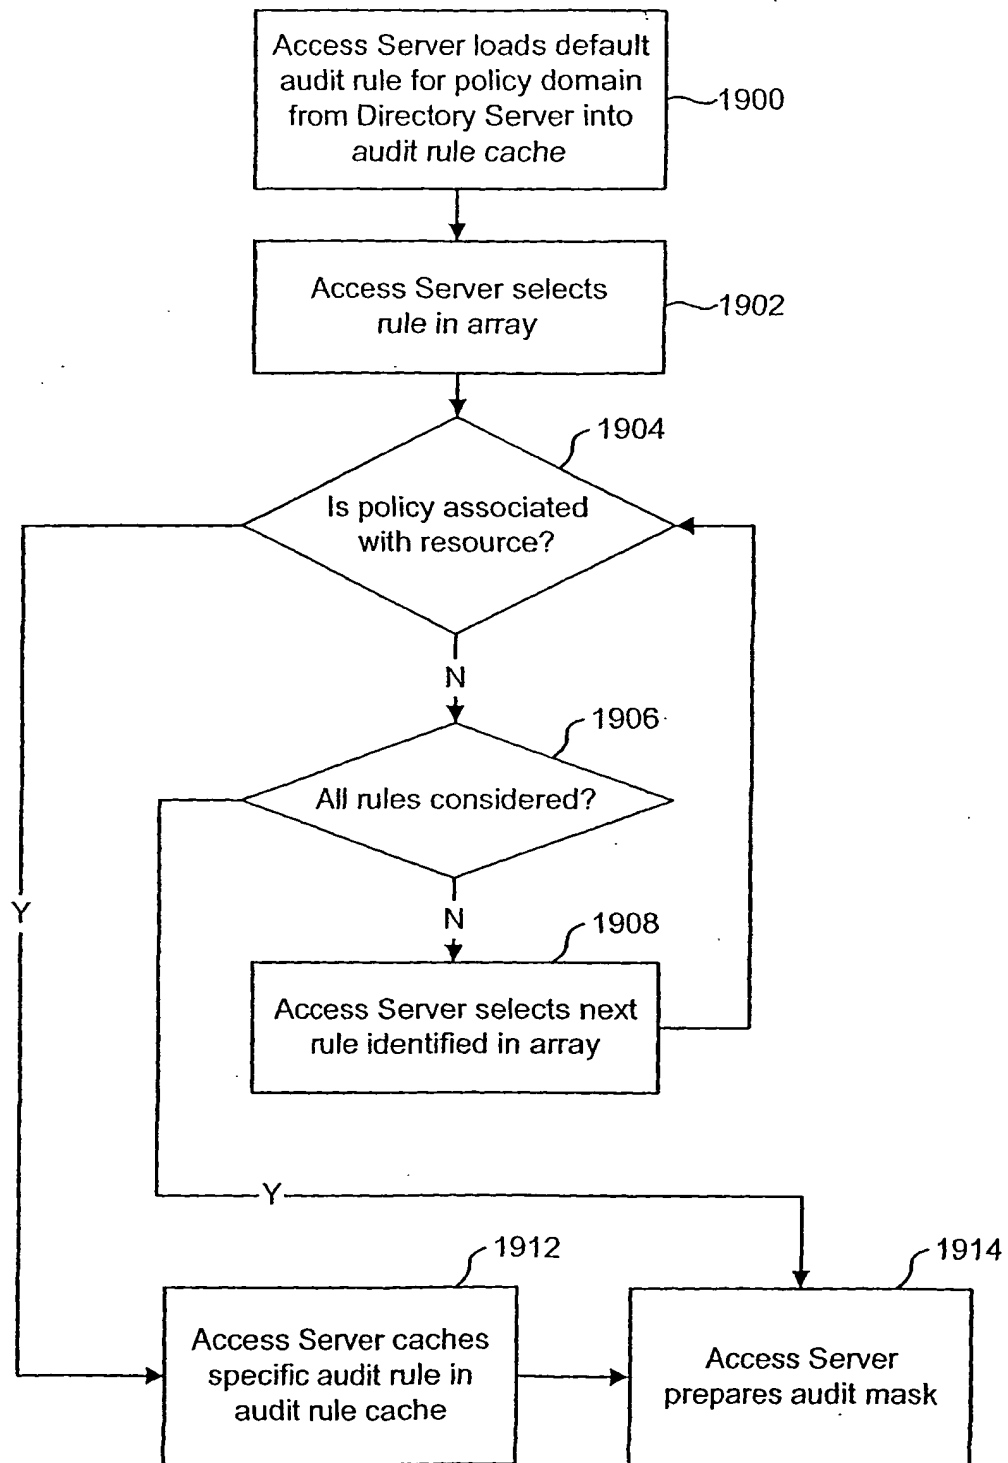 Access Server loads default
audit rule for policy domain
from Directory Server into
audit rule cache
1900
Access Server selects
rule in array
1902
1904
Is policy associated
with resource?
N
1906
All rules considered?
Y
N
1908
Access Server selects next
rule identified in array
Y
1912
1914
Access Server caches
specific audit rule in
audit rule cache
Access Server
prepares audit mask